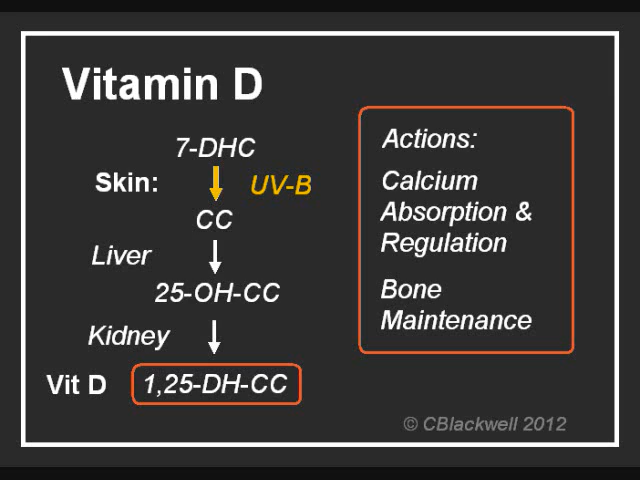 Vitamin D
7-DHC
Skin: UV-B
CC
Liver
25-OH-CC
Kidney
Vit D 1,25-DH-CC
Actions:
Calcium
Absorption &
Regulation
Bone
Maintenance
© CBlackwell 2012